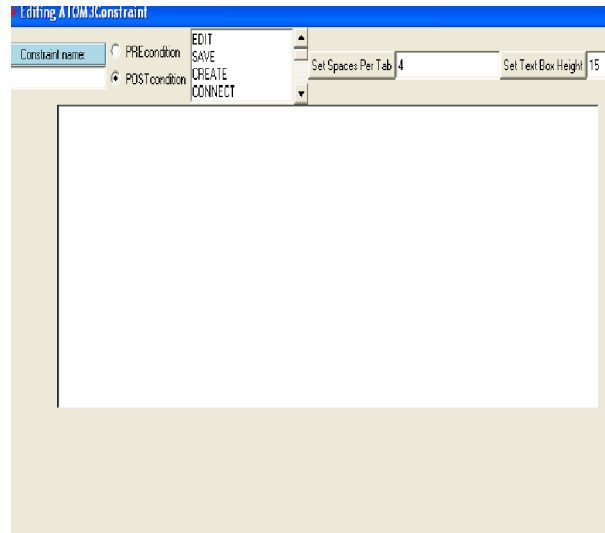 Editing ATOM3Constraint
Constraint name:
PREcondition
POSTcondition
EDIT
SAVE
CREATE
CONNECT
Set Spaces Per Tab 4
Set Text Box Height 15